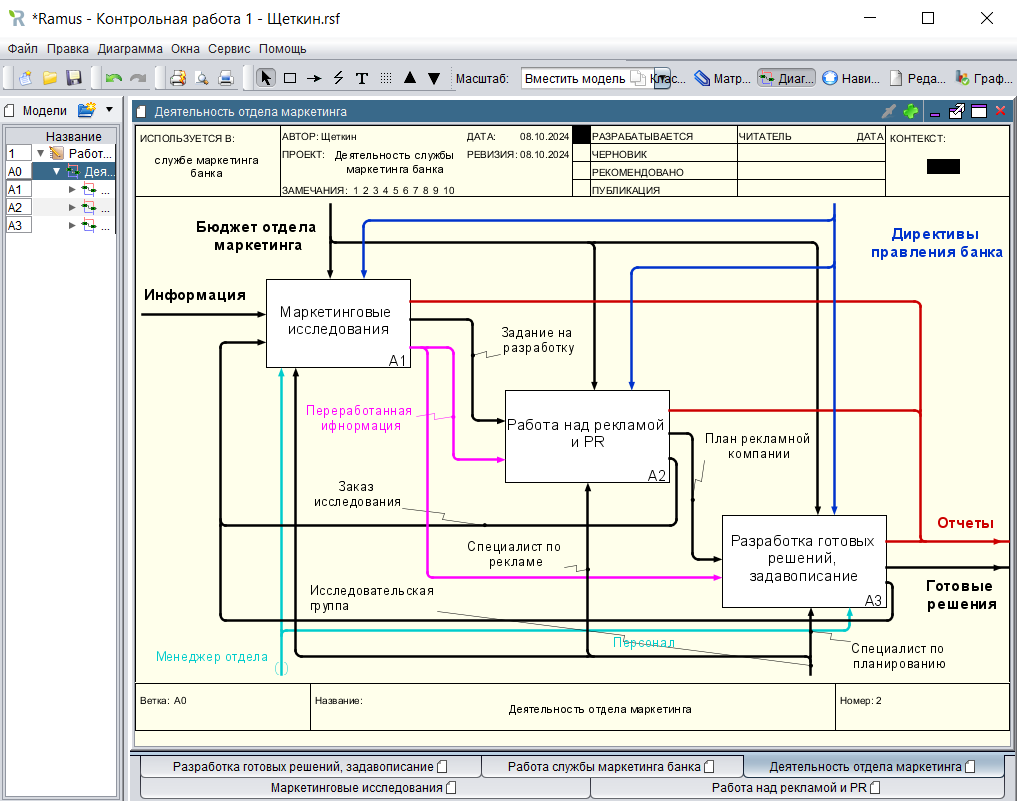 *Ramus - Контрольная работа 1 - Щеткин.rsf
Файл Правка Диаграмма Окна Сервис Помощь
Масштаб: Вместить модель Клас... Матр... Диаг... Нави... Реда... Граф...
Модели
Название
1 Работ...
A0 Дея...
A1 ...
A2 ...
A3 ...
Деятельность отдела маркетинга
ИСПОЛЬЗУЕТСЯ В:
службе маркетинга
банка
АВТОР: Щеткин
ДАТА: 08.10.2024
ПРОЕКТ: Деятельность службы
маркетинга банка
РЕВИЗИЯ: 08.10.2024
ЗАМЕЧАНИЯ: 1 2 3 4 5 6 7 8 9 10
РАЗРАБАТЫВАЕТСЯ
ЧЕРНОВИК
РЕКОМЕНДОВАНО
ПУБЛИКАЦИЯ
ЧИТАТЕЛЬ ДАТА
КОНТЕКСТ:
Бюджет отдела
маркетинга
Директивы
правления банка
Информация
Маркетинговые
исследования
A1
Задание на
разработку
Переработанная
ифнормация
Работа над рекламой
и PR
A2
План рекламной
компании
Заказ
исследования
Специалист по
рекламе
Разработка готовых
решений,
задавописание
A3
Отчеты
Готовые
решения
Исследовательская
группа
Персонал
Менеджер отдела
Специалист по
планированию
Ветка: A0
Название:
Деятельность отдела маркетинга
Номер: 2
Разработка готовых решений, задавописание
Работа службы маркетинга банка
Деятельность отдела маркетинга
Маркетинговые исследования
Работа над рекламой и PR